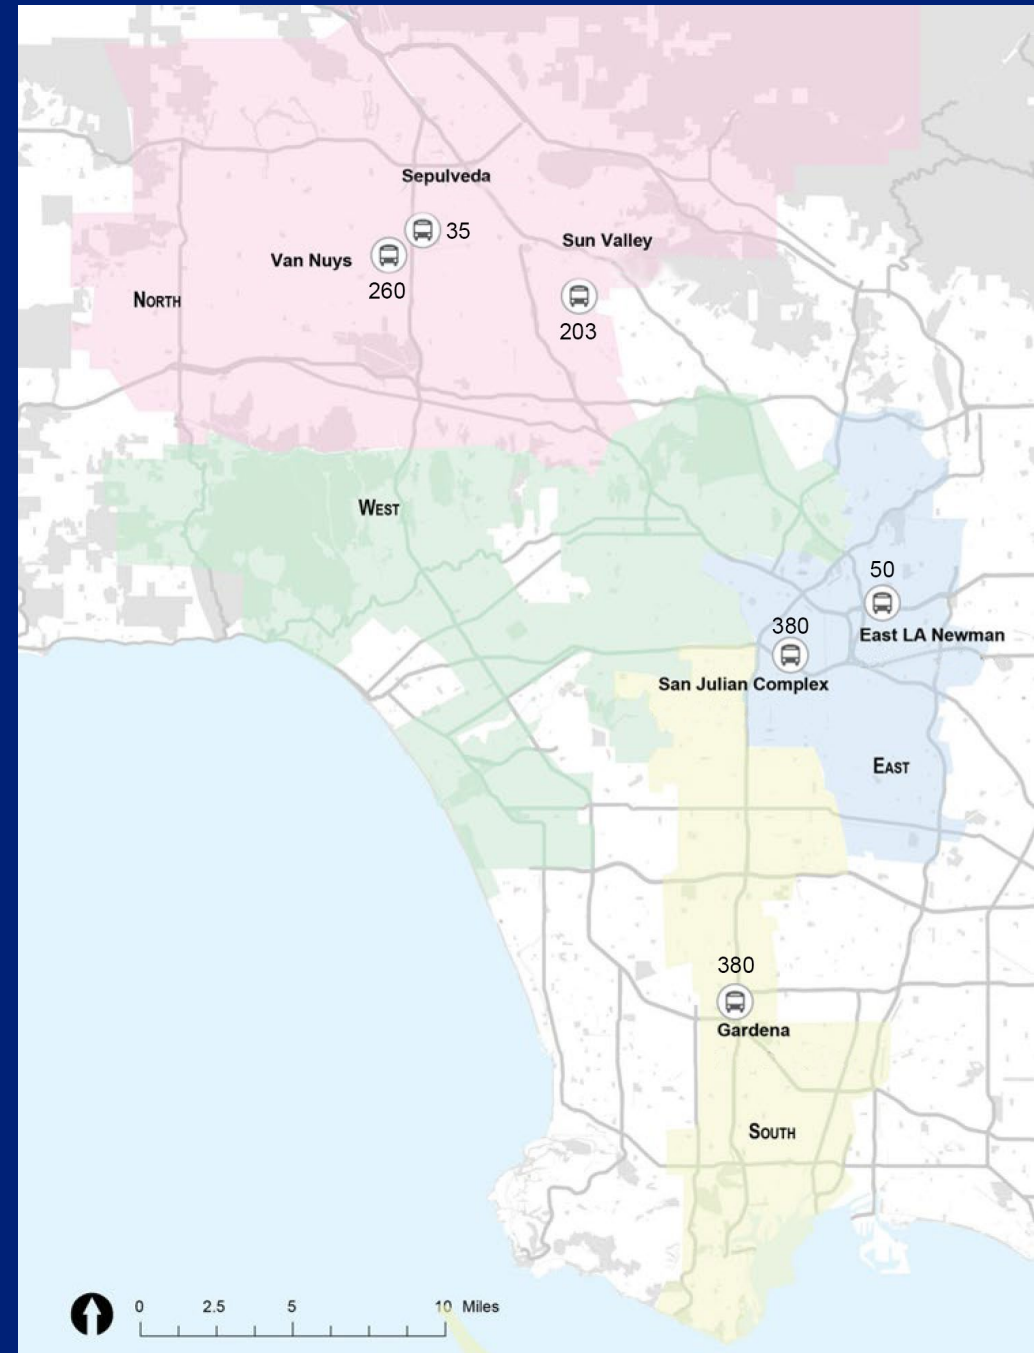 Sepulveda
35
Sun Valley
Van Nuys
260
NORTH
203
WEST
50
380
East LA Newman
San Julian Complex
EAST
380
Gardena
SOUTH
0 2.5 5 10 Miles